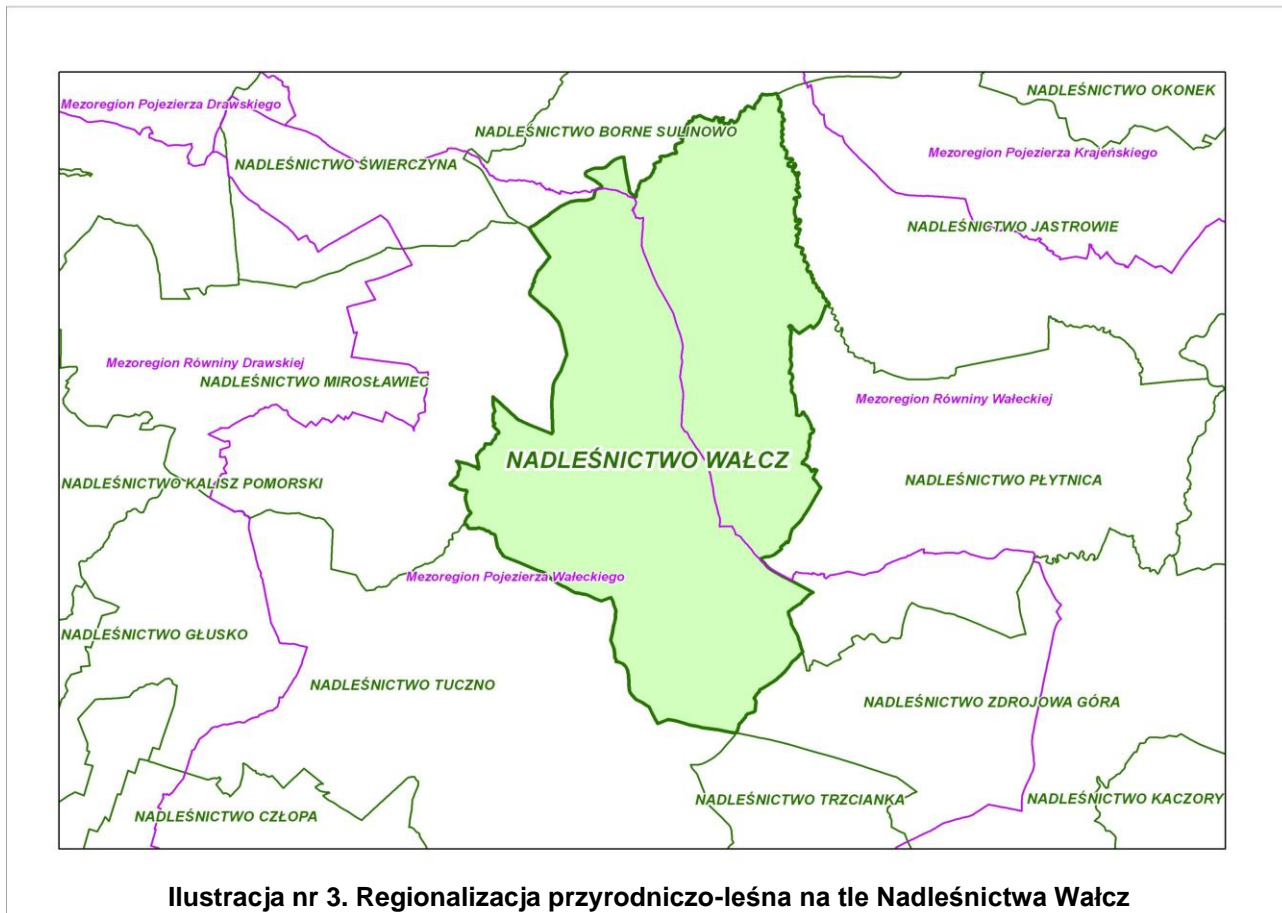 Mezoregion Pojezierza Drawskiego
NADLEŚNICTWO OKONEK
NADLEŚNICTWO BORNE SULINOWO
NADLEŚNICTWO ŚWIERCZYNA
Mezoregion Pojezierza Krajeńskiego
NADLEŚNICTWO JASTROWIE
Mezoregion Równiny Drawskiej
NADLEŚNICTWO MIROSŁAWIEC
Mezoregion Równiny Wałeckiej
NADLEŚNICTWO WAŁCZ
NADLEŚNICTWO KALISZ POMORSKI
NADLEŚNICTWO PŁYTNICA
Mezoregion Pojezierza Wałeckiego
NADLEŚNICTWO GŁUSKO
NADLEŚNICTWO TUCZNO
NADLEŚNICTWO ZDROJOWA GÓRA
NADLEŚNICTWO TRZCIANKA
NADLEŚNICTWO KACZORY
NADLEŚNICTWO CZŁOPA
Ilustracja nr 3. Regionalizacja przyrodniczo-leśna na tle Nadleśnictwa Wałcz